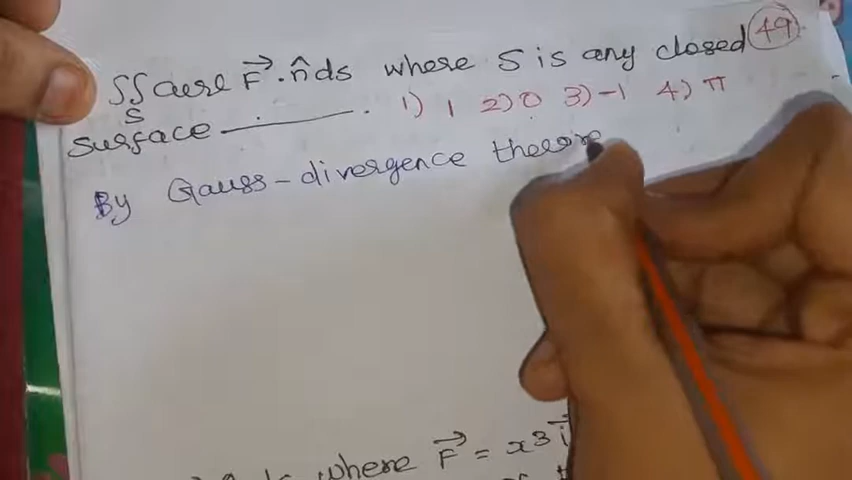 ∬ curl F⃗ . n̂ ds where S is any closed (49)
S
surface ______. 1) 1 2) 0 3) -1 4) π
By Gauss - divergence theore
where F⃗ = x³ i⃗